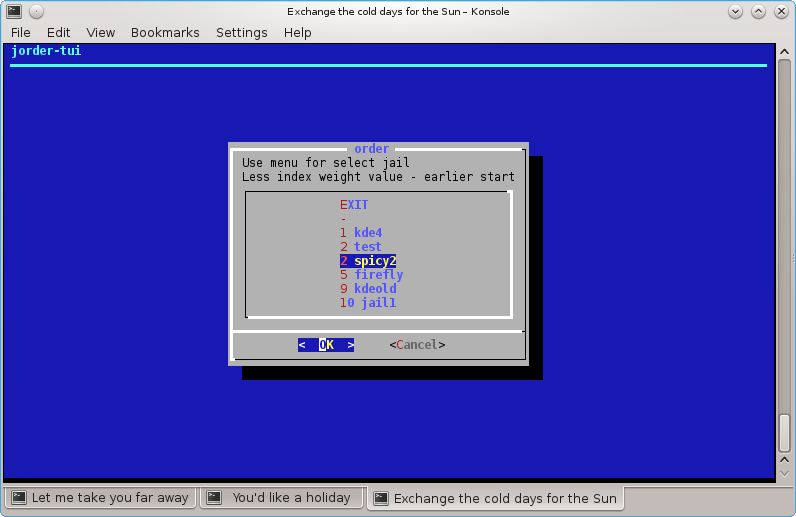 Exchange the cold days for the Sun – Konsole
File Edit View Bookmarks Settings Help
jorder-tui
order
Use menu for select jail
Less index weight value - earlier start
EXIT
-
1 kde4
2 test
2 spicy2
5 firefly
9 kdeold
10 jail1
< OK > <Cancel>
Let me take you far away You'd like a holiday Exchange the cold days for the Sun